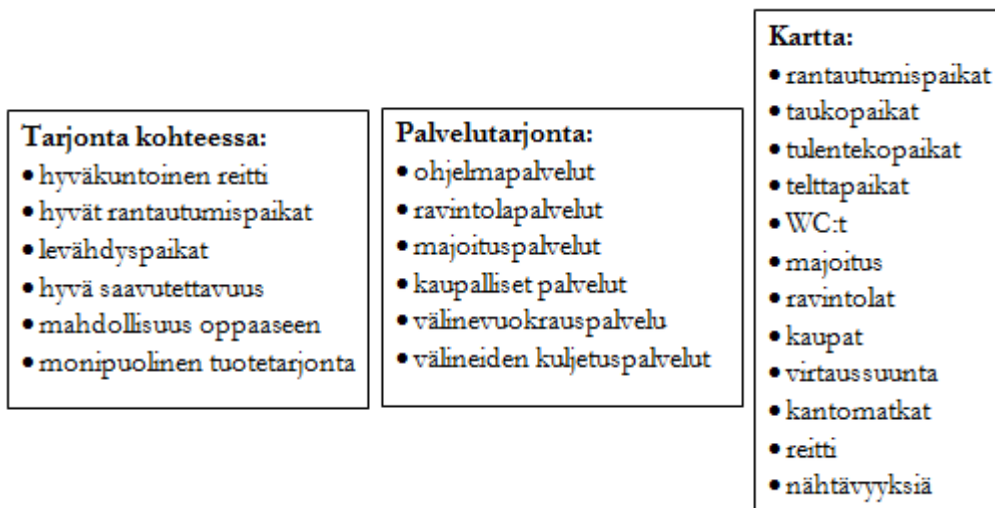 Tarjonta kohteessa:
• hyväkuntoinen reitti
• hyvät rantautumispaikat
• levähdyspaikat
• hyvä saavutettavuus
• mahdollisuus oppaaseen
• monipuolinen tuotetarjonta
Palvelutarjonta:
• ohjelmapalvelut
• ravintolapalvelut
• majoituspalvelut
• kaupalliset palvelut
• välinevuokrauspalvelu
• välineiden kuljetuspalvelut
Kartta:
• rantautumispaikat
• taukopaikat
• tulentekopaikat
• telttapaikat
• WC:t
• majoitus
• ravintolat
• kaupat
• virtaussuunta
• kantomatkat
• reitti
• nähtävyyksiä